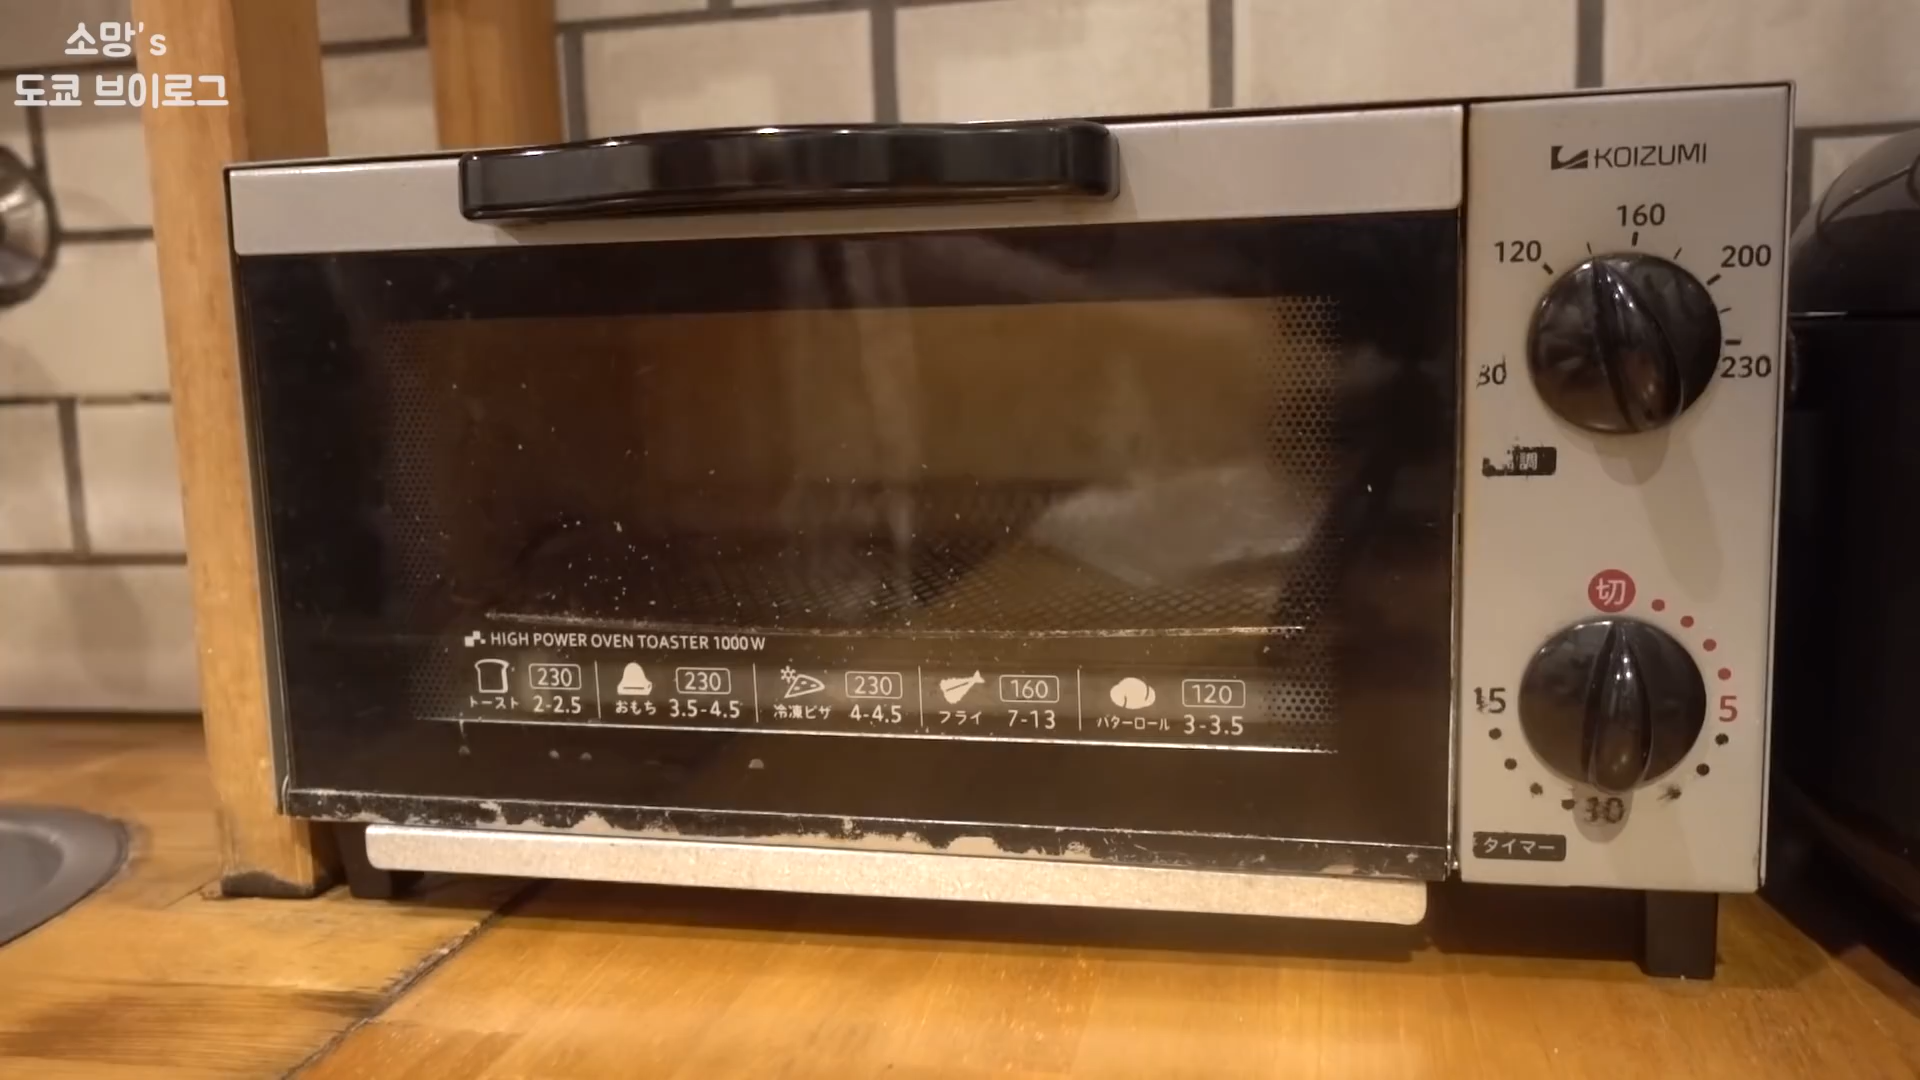 소망's
도쿄 브이로그
KOIZUMI
160
120
200
80
230
調
切
HIGH POWER OVEN TOASTER 1000W
トースト 230 2-2.5
おもち 230 3.5-4.5
冷凍ピザ 230 4-4.5
フライ 160 7-13
バターロール 120 3-3.5
15
5
10
タイマー